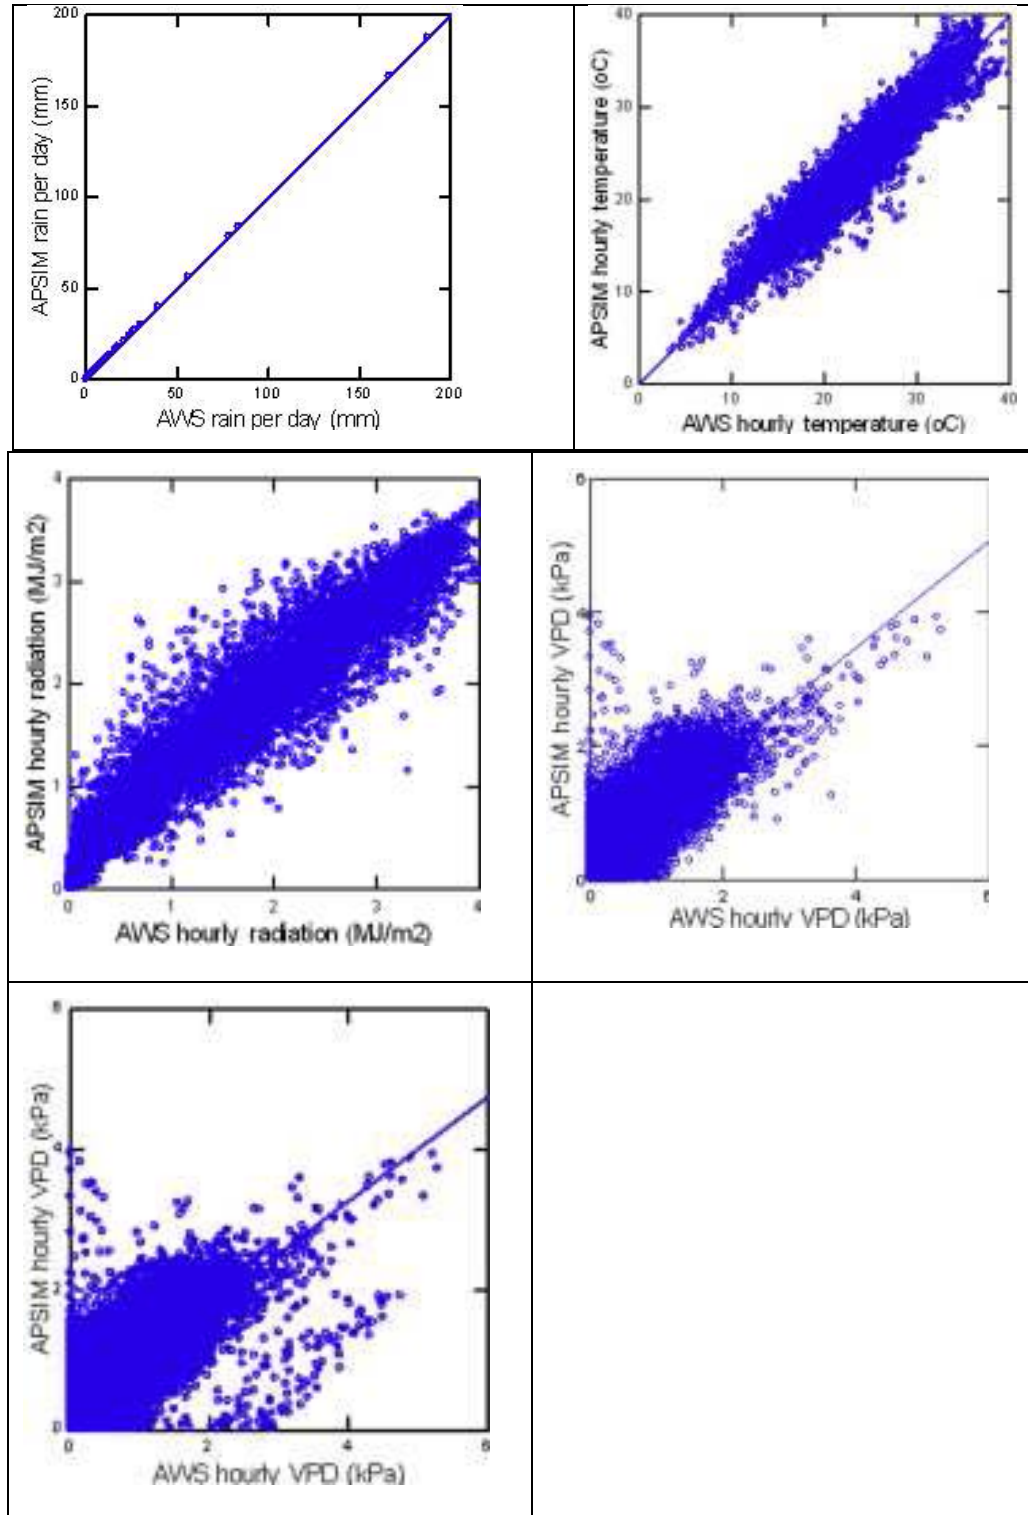 200
150
100
50
0
APSIM rain per day (mm)
0 50 100 150 200
AWS rain per day (mm)
40
30
20
10
0
APSIM hourly temperature (oC)
0 10 20 30 40
AWS hourly temperature (oC)
4
3
2
1
0
APSIM hourly radiation (MJ/m2)
0 1 2 3 4
AWS hourly radiation (MJ/m2)
6
4
2
0
APSIM hourly VPD (kPa)
0 2 4 6
AWS hourly VPD (kPa)
6
4
2
0
APSIM hourly VPD (kPa)
0 2 4 6
AWS hourly VPD (kPa)